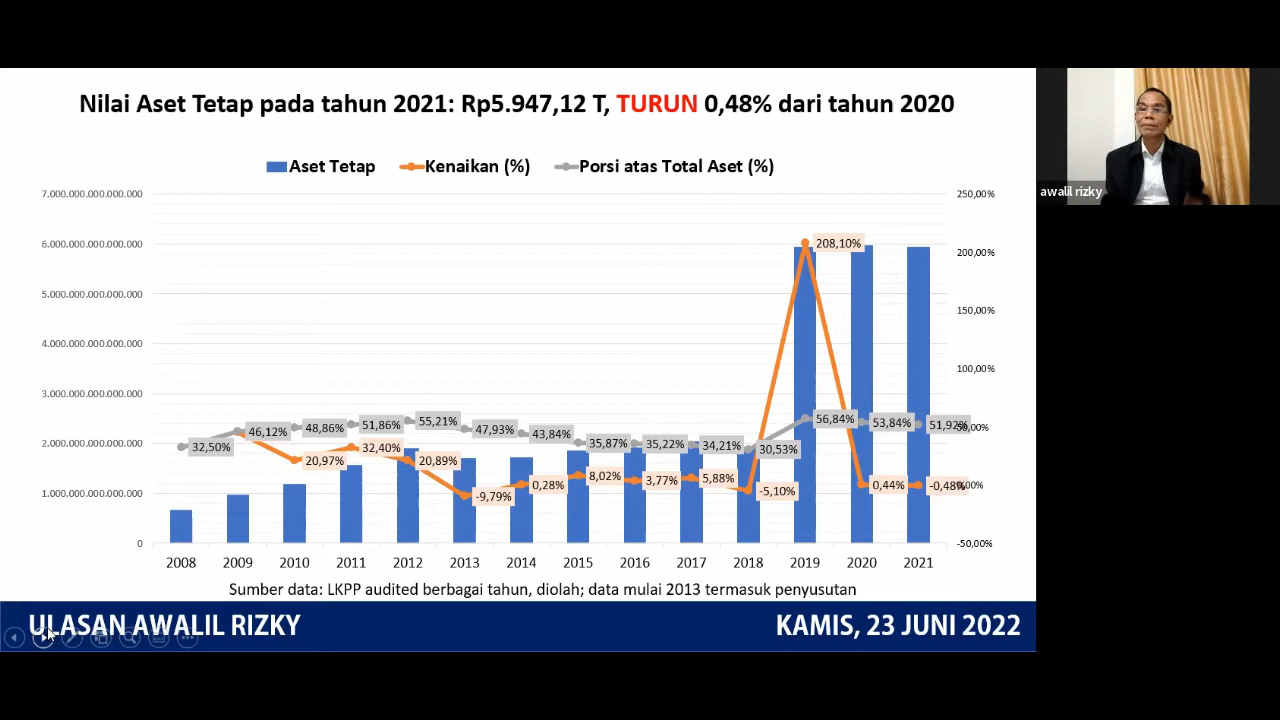 Nilai Aset Tetap pada tahun 2021: Rp5.947,12 T, TURUN 0,48% dari tahun 2020
Aset Tetap Kenaikan (%) Porsi atas Total Aset (%)
awalil rizky
7.000.000.000.000.000
6.000.000.000.000.000
5.000.000.000.000.000
4.000.000.000.000.000
3.000.000.000.000.000
2.000.000.000.000.000
1.000.000.000.000.000
0
250,00%
200,00%
150,00%
100,00%
50,00%
0,00%
-50,00%
32,50% 46,12% 48,86% 51,86% 55,21% 47,93% 43,84% 35,87% 35,22% 34,21% 30,53% 56,84% 53,84% 51,92%
20,97% 32,40% 20,89% -9,79% 0,28% 8,02% 3,77% 5,88% -5,10% 208,10% 0,44% -0,48%
2008 2009 2010 2011 2012 2013 2014 2015 2016 2017 2018 2019 2020 2021
Sumber data: LKPP audited berbagai tahun, diolah; data mulai 2013 termasuk penyusutan
ULASAN AWALIL RIZKY KAMIS, 23 JUNI 2022